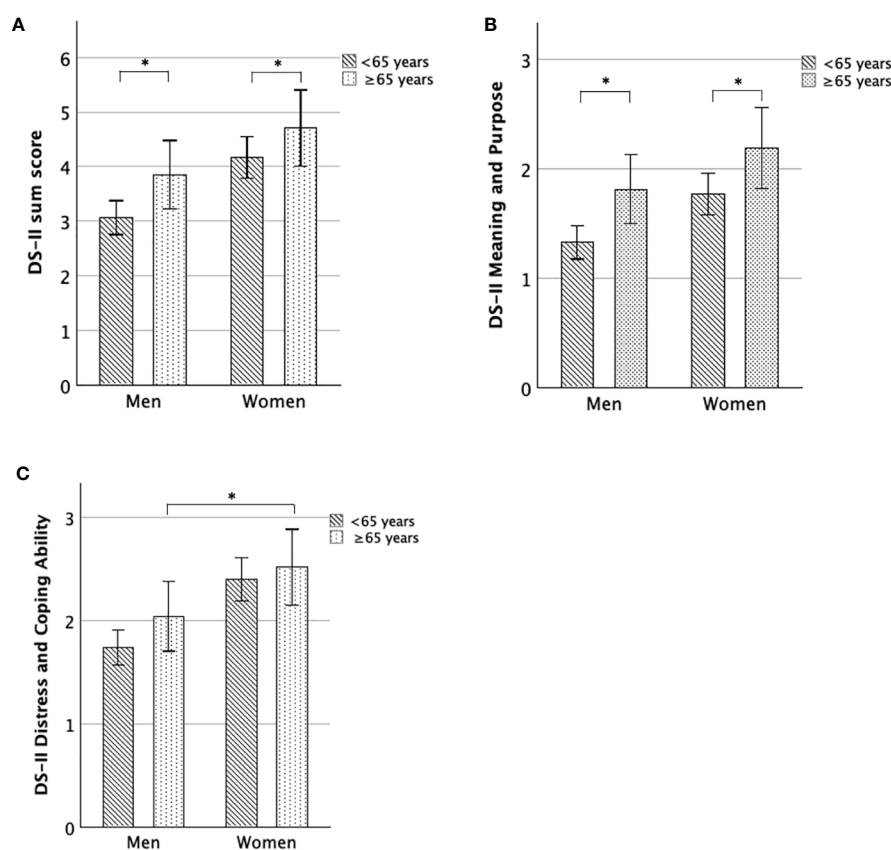 A
DS-II sum score
6
5
4
3
2
1
0
*
*
<65 years
≥65 years
Men
Women
B
DS-II Meaning and Purpose
3
2
1
0
*
*
<65 years
≥65 years
Men
Women
C
DS-II Distress and Coping Ability
3
2
1
0
*
<65 years
≥65 years
Men
Women